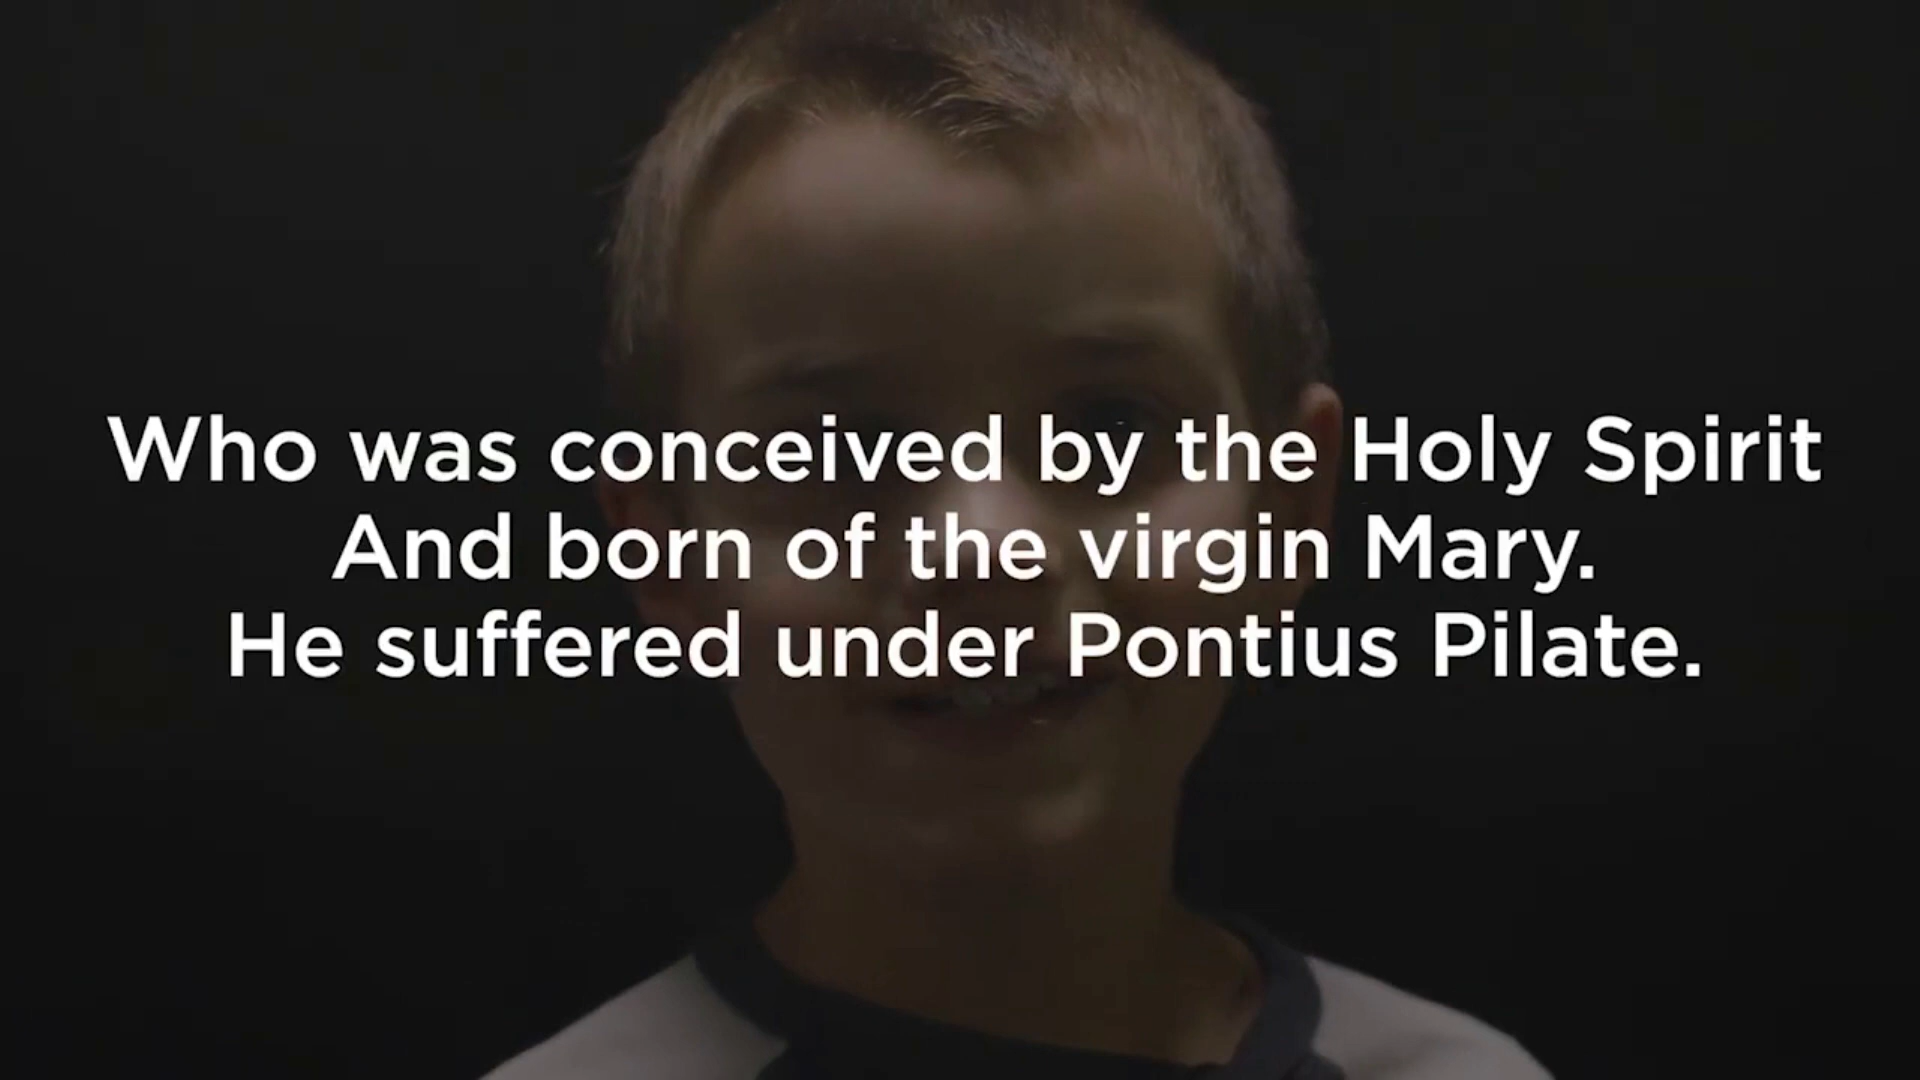 Who was conceived by the Holy Spirit
And born of the virgin Mary.
He suffered under Pontius Pilate.